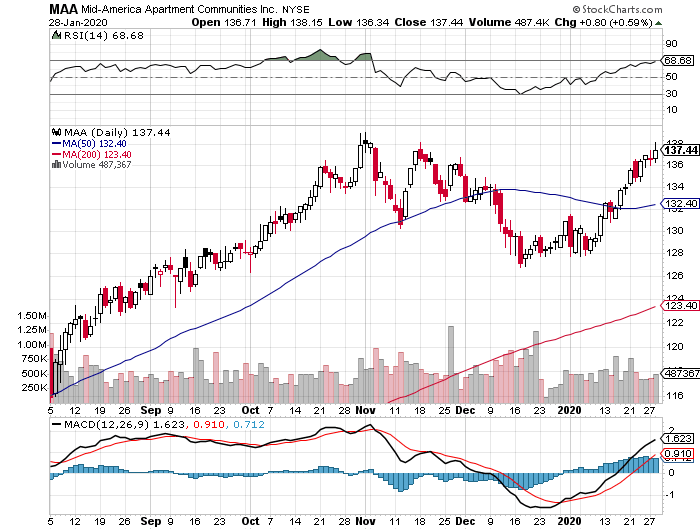 MAA Mid-America Apartment Communities Inc. NYSE © StockCharts.com
28-Jan-2020 Open 136.71 High 138.15 Low 136.34 Close 137.44 Volume 487.4K Chg +0.80 (+0.59%)
RSI(14) 68.68
90
68.68
50
30
10
MAA (Daily) 137.44
MA(50) 132.40
MA(200) 123.40
Volume 487,367
138
137.44
136
134
132.40
130
128
126
124
123.40
122
120
118
116
1.50M
1.25M
1.00M
750K
500K
250K
487367
5 12 19 26 Sep 9 16 23 Oct 7 14 21 28 Nov 11 18 25 Dec 9 16 23 2020 13 21 27
MACD(12,26,9) 1.623, 0.910, 0.712
2
1.623
0.910
0
-1
5 12 19 26 Sep 9 16 23 Oct 7 14 21 28 Nov 11 18 25 Dec 9 16 23 2020 13 21 27